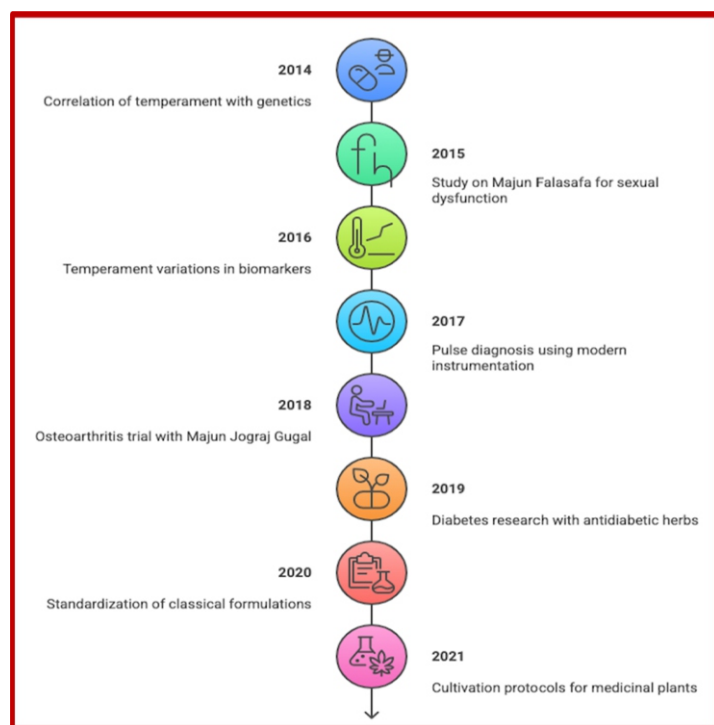 2014
Correlation of temperament with genetics
fh
2015
Study on Majun Falasafa for sexual
dysfunction
2016
Temperament variations in biomarkers
2017
Pulse diagnosis using modern
instrumentation
2018
Osteoarthritis trial with Majun Jograj Gugal
2019
Diabetes research with antidiabetic herbs
2020
Standardization of classical formulations
2021
Cultivation protocols for medicinal plants